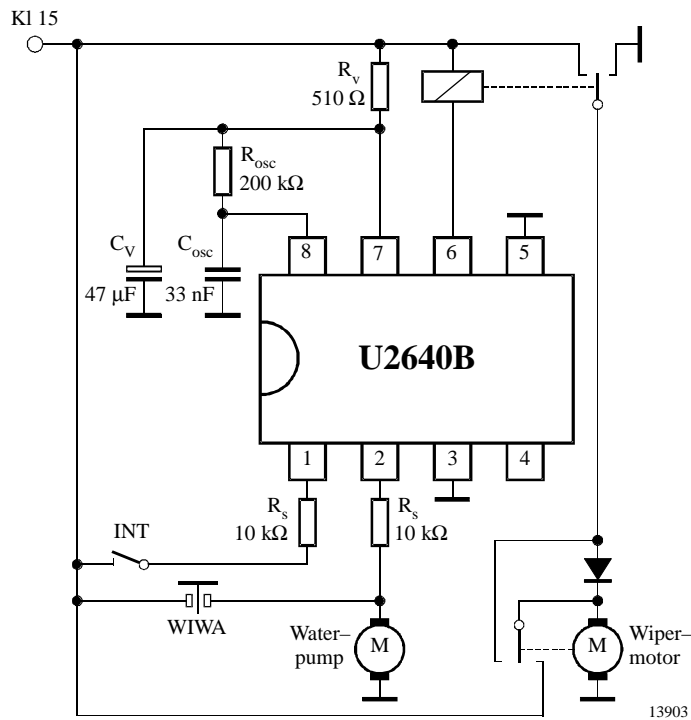 Kl 15
Rv
510 Ω
Rosc
200 kΩ
CV
47 µF
Cosc
33 nF
8
7
6
5
U2640B
1
2
3
4
Rs
10 kΩ
Rs
10 kΩ
INT
WIWA
Water–
pump
M
M
Wiper–
motor
13903